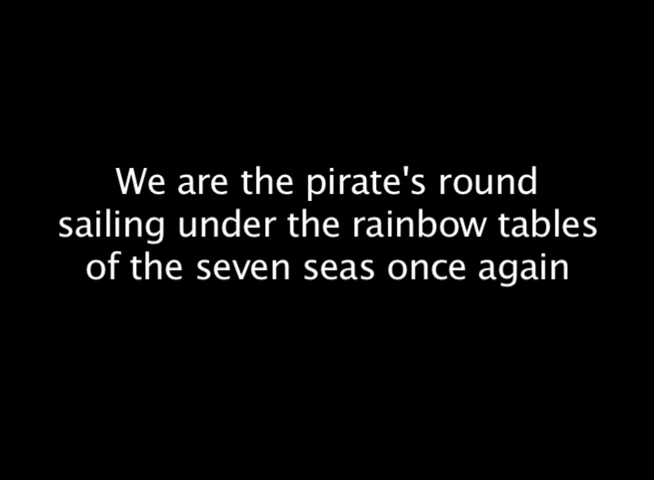 We are the pirate's round
sailing under the rainbow tables
of the seven seas once again